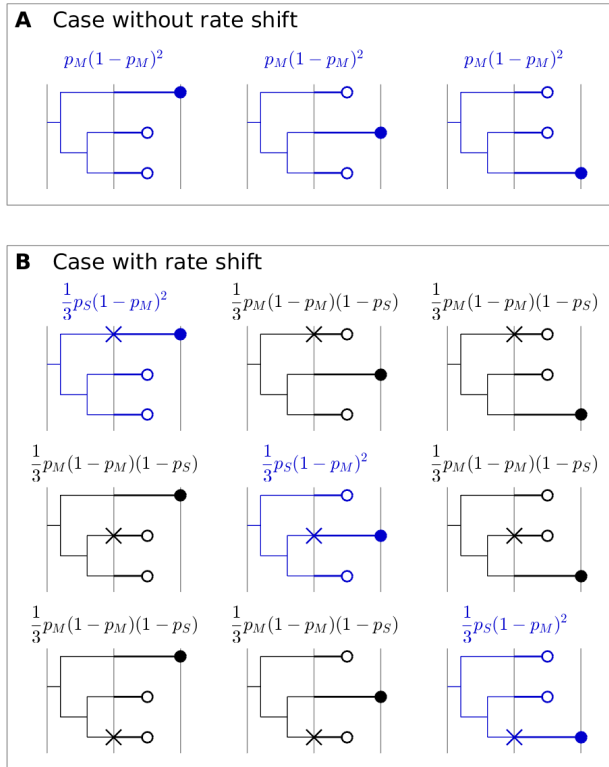 A Case without rate shift
p_M(1 − p_M)^2 p_M(1 − p_M)^2 p_M(1 − p_M)^2
B Case with rate shift
1/3 p_S(1 − p_M)^2 1/3 p_M(1 − p_M)(1 − p_S) 1/3 p_M(1 − p_M)(1 − p_S)
1/3 p_M(1 − p_M)(1 − p_S) 1/3 p_S(1 − p_M)^2 1/3 p_M(1 − p_M)(1 − p_S)
1/3 p_M(1 − p_M)(1 − p_S) 1/3 p_M(1 − p_M)(1 − p_S) 1/3 p_S(1 − p_M)^2